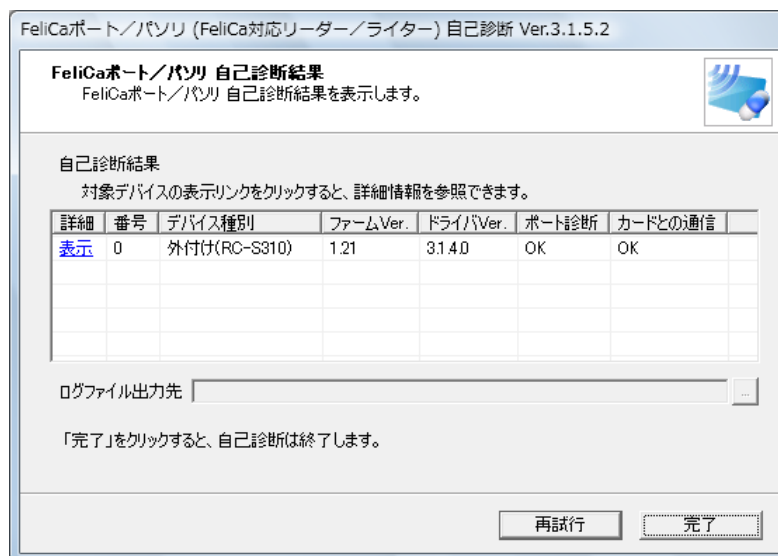 FeliCaポート／パソリ (FeliCa対応リーダー／ライター) 自己診断 Ver.3.1.5.2
FeliCaポート／パソリ 自己診断結果
FeliCaポート／パソリ 自己診断結果を表示します。
自己診断結果
対象デバイスの表示リンクをクリックすると、詳細情報を参照できます。
詳細 番号 デバイス種別 ファームVer. ドライバVer. ポート診断 カードとの通信
表示 0 外付け(RC-S310) 1.21 3.1.4.0 OK OK
ログファイル出力先 ...
「完了」をクリックすると、自己診断は終了します。
再試行 完了